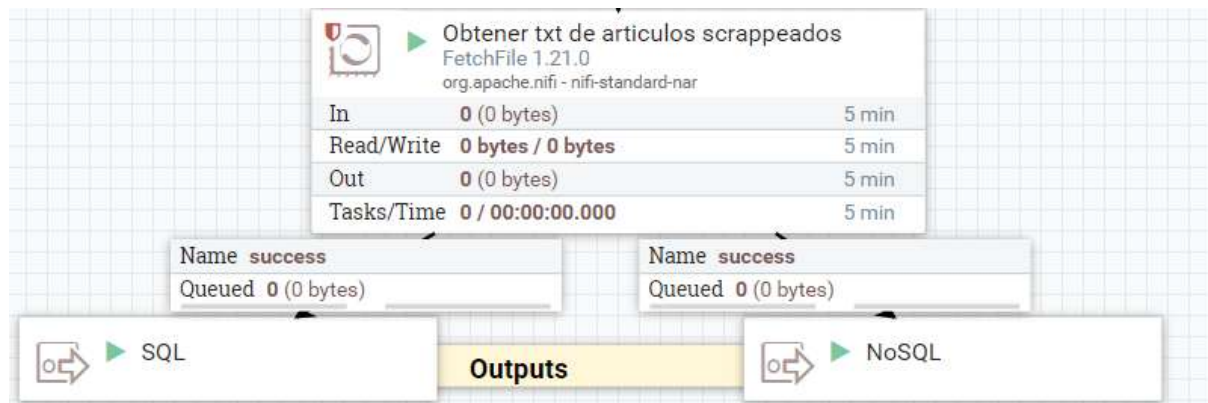 Obtener txt de articulos scrappeados
FetchFile 1.21.0
org.apache.nifi - nifi-standard-nar
In 0 (0 bytes) 5 min
Read/Write 0 bytes / 0 bytes 5 min
Out 0 (0 bytes) 5 min
Tasks/Time 0 / 00:00:00.000 5 min
Name success
Queued 0 (0 bytes)
Name success
Queued 0 (0 bytes)
SQL
Outputs
NoSQL